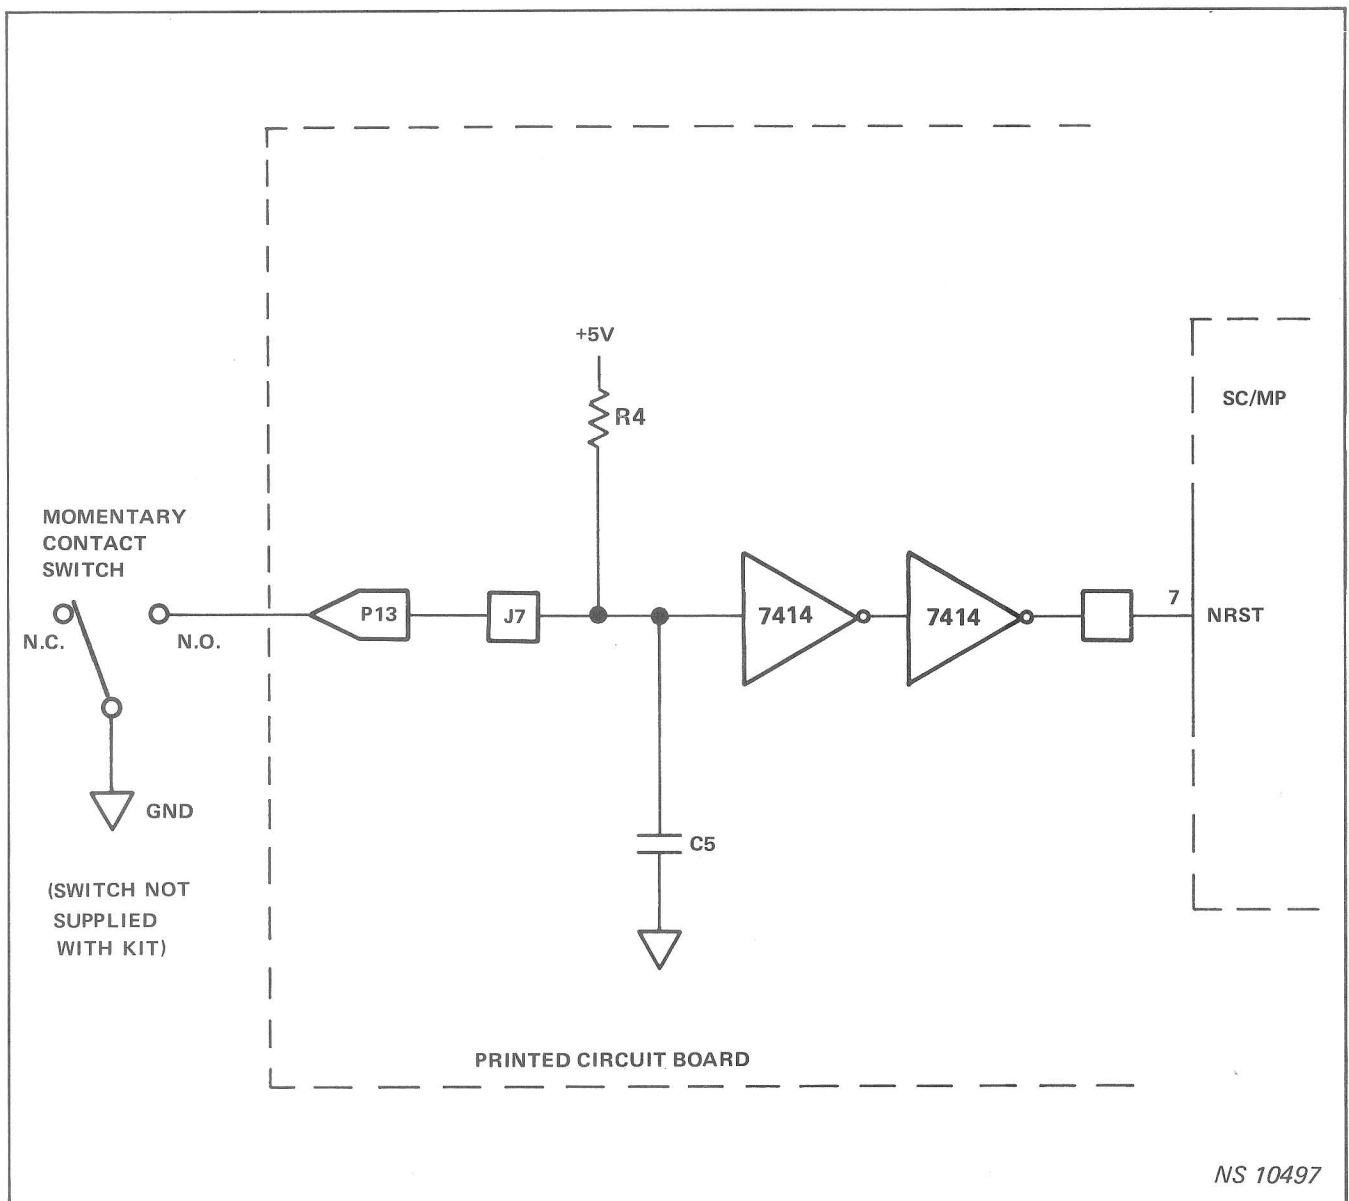 +5V
R4
SC/MP
MOMENTARY
CONTACT
SWITCH
N.C.
N.O.
P13
J7
7414
7414
7
NRST
GND
C5
(SWITCH NOT
SUPPLIED
WITH KIT)
PRINTED CIRCUIT BOARD
NS 10497